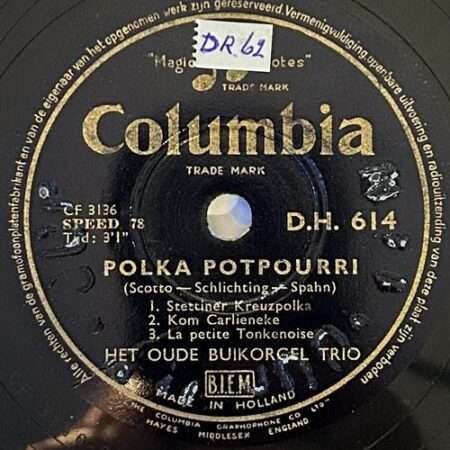 DR. 62
"Magic Notes"
TRADE MARK
Columbia
TRADE MARK
CF 3136
SPEED 78
Tijd: 3'1"
D.H. 614
POLKA POTPOURRI
(Scotto — Schlichting — Spahn)
1. Stettiner Kreuzpolka
2. Kom Carlieneke
3. La petite Tonkenoise
HET OUDE BUIKORGEL TRIO
B.I.E.M.
MADE IN HOLLAND
THE COLUMBIA GRAPHOPHONE CO LTD
HAYES MIDDLESEX ENGLAND
Alle rechten van de gramofoonplatenfabrikant en van de eigenaar van het opgenomen werk zijn gereserveerd. Vermenigvuldiging, openbare uitvoering en radiouitzending van deze plaat zijn verboden